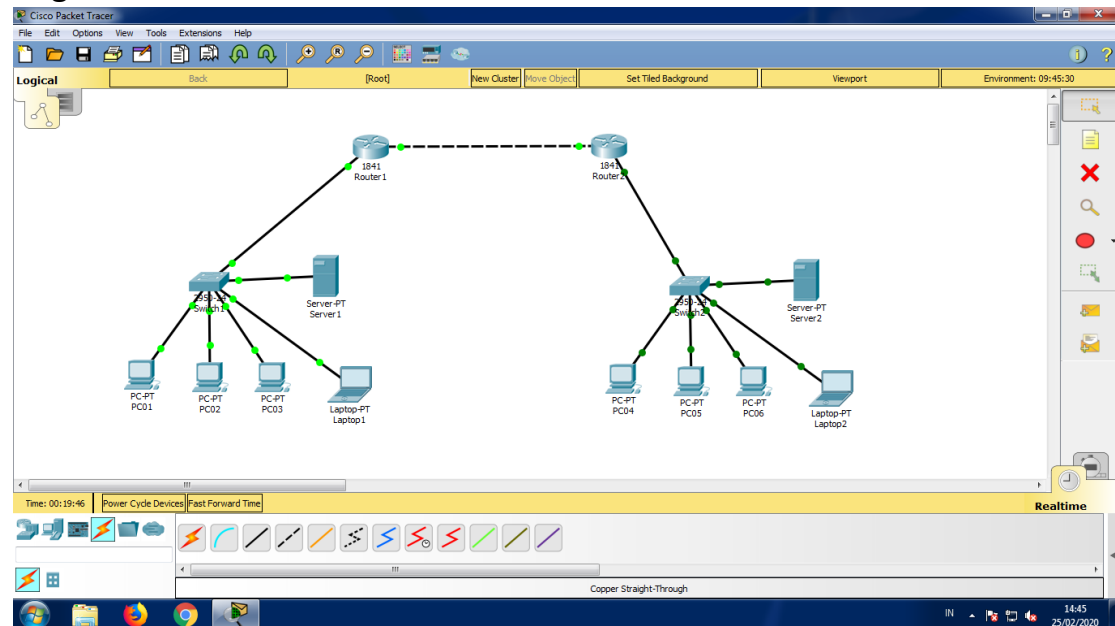 Cisco Packet Tracer
File Edit Options View Tools Extensions Help
Logical Back [Root] New Cluster Move Object Set Tiled Background Viewport Environment: 09:45:30
1841
Router1
1841
Router2
2950-24
Switch1
Server-PT
Server1
2950-24
Switch2
Server-PT
Server2
PC-PT
PC01
PC-PT
PC02
PC-PT
PC03
Laptop-PT
Laptop1
PC-PT
PC04
PC-PT
PC05
PC-PT
PC06
Laptop-PT
Laptop2
Time: 00:19:46 Power Cycle Devices Fast Forward Time Realtime
Copper Straight-Through
IN 14:45
25/02/2020